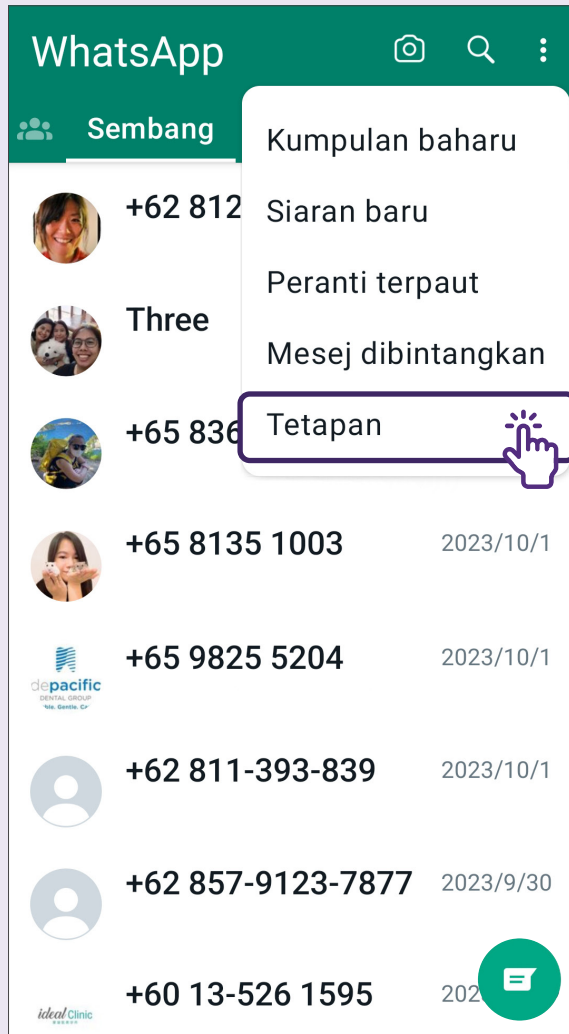 WhatsApp
Sembang
Kumpulan baharu
Siaran baru
Peranti terpaut
Mesej dibintangkan
Tetapan
+62 812
Three
+65 836
+65 8135 1003 2023/10/1
+65 9825 5204 2023/10/1
depacific
DENTAL GROUP
Gentle.
+62 811-393-839 2023/10/1
+62 857-9123-7877 2023/9/30
+60 13-526 1595 202
ideal Clinic